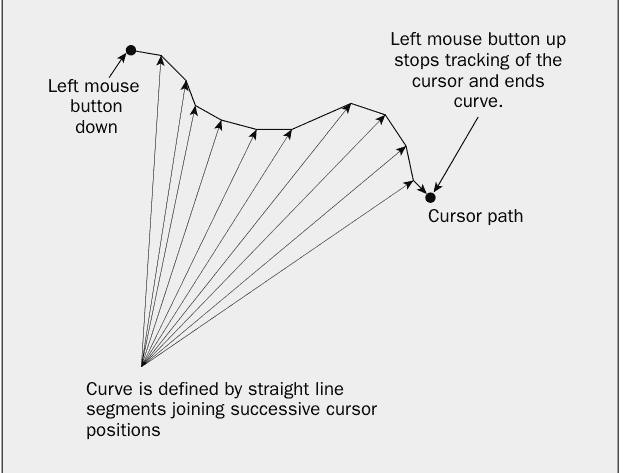 Left mouse button up
stops tracking of the
cursor and ends
curve.
Left mouse
button
down
Cursor path
Curve is defined by straight line
segments joining successive cursor
positions